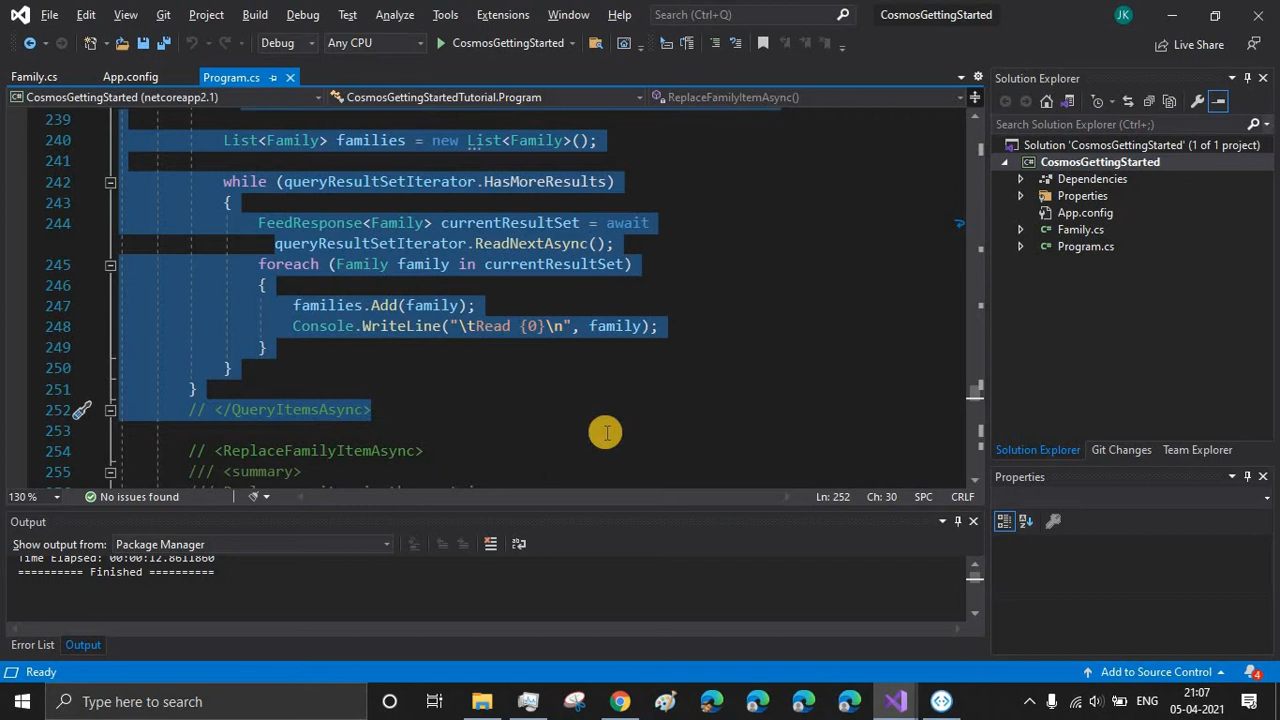 File Edit View Git Project Build Debug Test Analyze Tools Extensions Window Help Search (Ctrl+Q) CosmosGettingStarted JK
Debug Any CPU CosmosGettingStarted Live Share
Family.cs App.config Program.cs
CosmosGettingStarted (netcoreapp2.1) CosmosGettingStartedTutorial.Program ReplaceFamilyItemAsync()
239
240 List<Family> families = new List<Family>();
241
242 while (queryResultSetIterator.HasMoreResults)
243 {
244 FeedResponse<Family> currentResultSet = await
queryResultSetIterator.ReadNextAsync();
245 foreach (Family family in currentResultSet)
246 {
247 families.Add(family);
248 Console.WriteLine("\tRead {0}\n", family);
249 }
250 }
251 }
252 // </QueryItemsAsync>
253
254 // <ReplaceFamilyItemAsync>
255 /// <summary>
130 % No issues found Ln: 252 Ch: 30 SPC CRLF
Output
Show output from: Package Manager
Time Elapsed: 00:00:12.8611860
========== Finished ==========
Error List Output
Solution Explorer
Search Solution Explorer (Ctrl+;)
Solution 'CosmosGettingStarted' (1 of 1 project)
CosmosGettingStarted
Dependencies
Properties
App.config
Family.cs
Program.cs
Solution Explorer Git Changes Team Explorer
Properties
Ready Add to Source Control 4
Type here to search ENG 21:07
05-04-2021